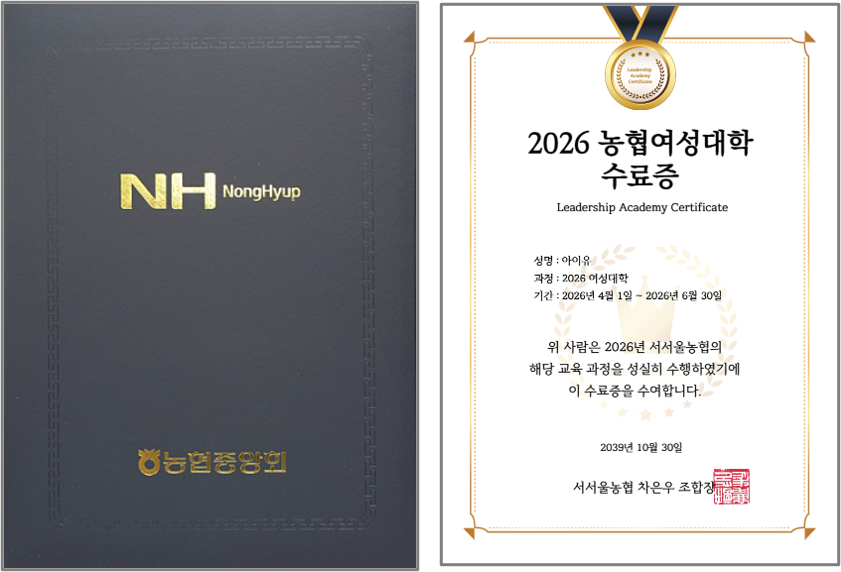 NH NongHyup
농협중앙회
Leadership
Academy
Certificate
2026 농협여성대학
수료증
Leadership Academy Certificate
성명 : 아이유
과정 : 2026 여성대학
기간 : 2026년 4월 1일 ~ 2026년 6월 30일
위 사람은 2026년 서서울농협의
해당 교육 과정을 성실히 수행하였기에
이 수료증을 수여합니다.
2039년 10월 30일
서서울농협 차은우 조합장